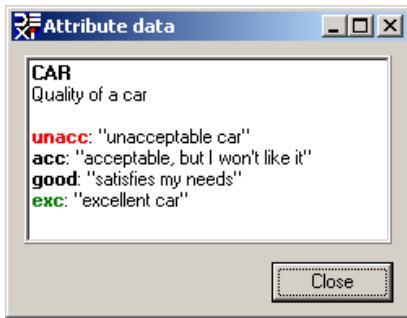 Attribute data
CAR
Quality of a car
unacc: "unacceptable car"
acc: "acceptable, but I won't like it"
good: "satisfies my needs"
exc: "excellent car"
Close